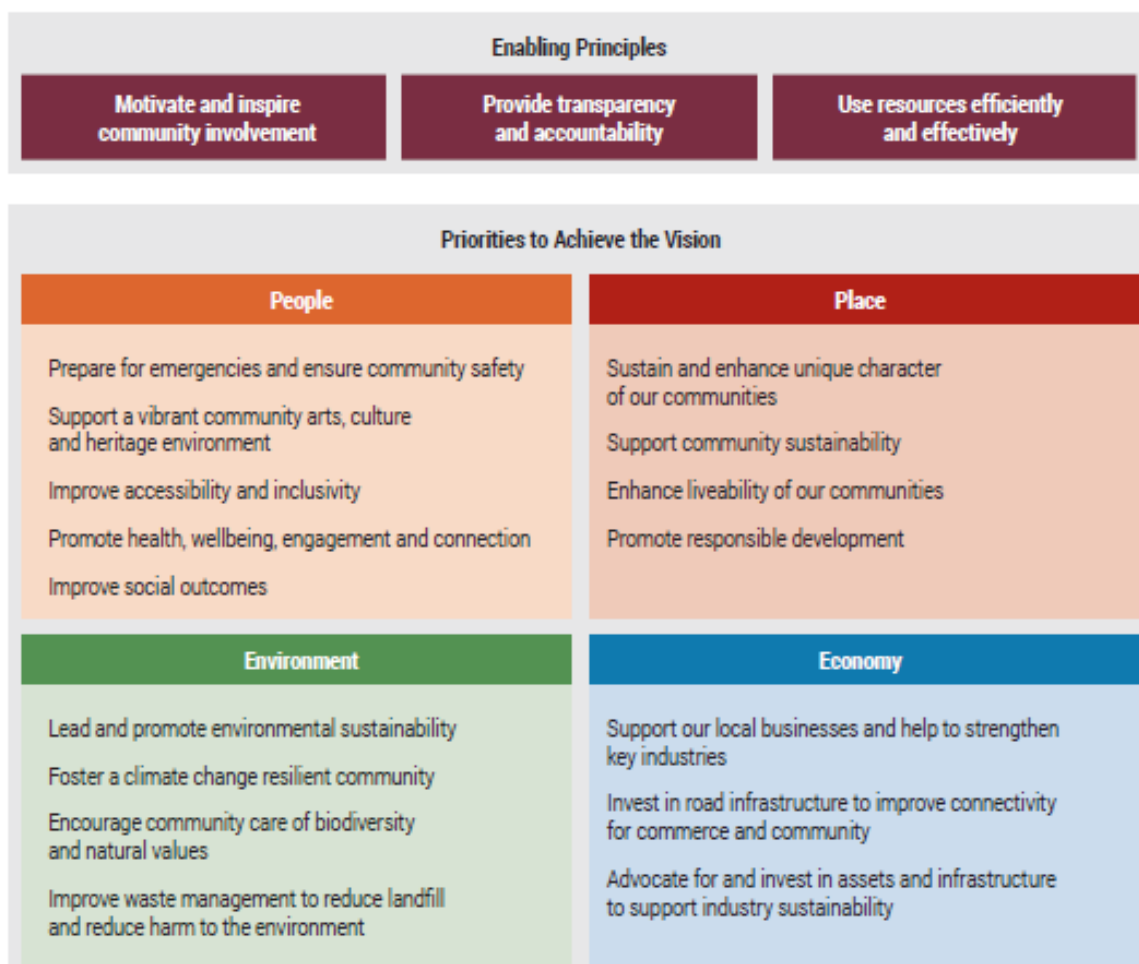 Enabling Principles
Motivate and inspire
community involvement
Provide transparency
and accountability
Use resources efficiently
and effectively
Priorities to Achieve the Vision
People
Prepare for emergencies and ensure community safety
Support a vibrant community arts, culture
and heritage environment
Improve accessibility and inclusivity
Promote health, wellbeing, engagement and connection
Improve social outcomes
Place
Sustain and enhance unique character
of our communities
Support community sustainability
Enhance liveability of our communities
Promote responsible development
Environment
Lead and promote environmental sustainability
Foster a climate change resilient community
Encourage community care of biodiversity
and natural values
Improve waste management to reduce landfill
and reduce harm to the environment
Economy
Support our local businesses and help to strengthen
key industries
Invest in road infrastructure to improve connectivity
for commerce and community
Advocate for and invest in assets and infrastructure
to support industry sustainability